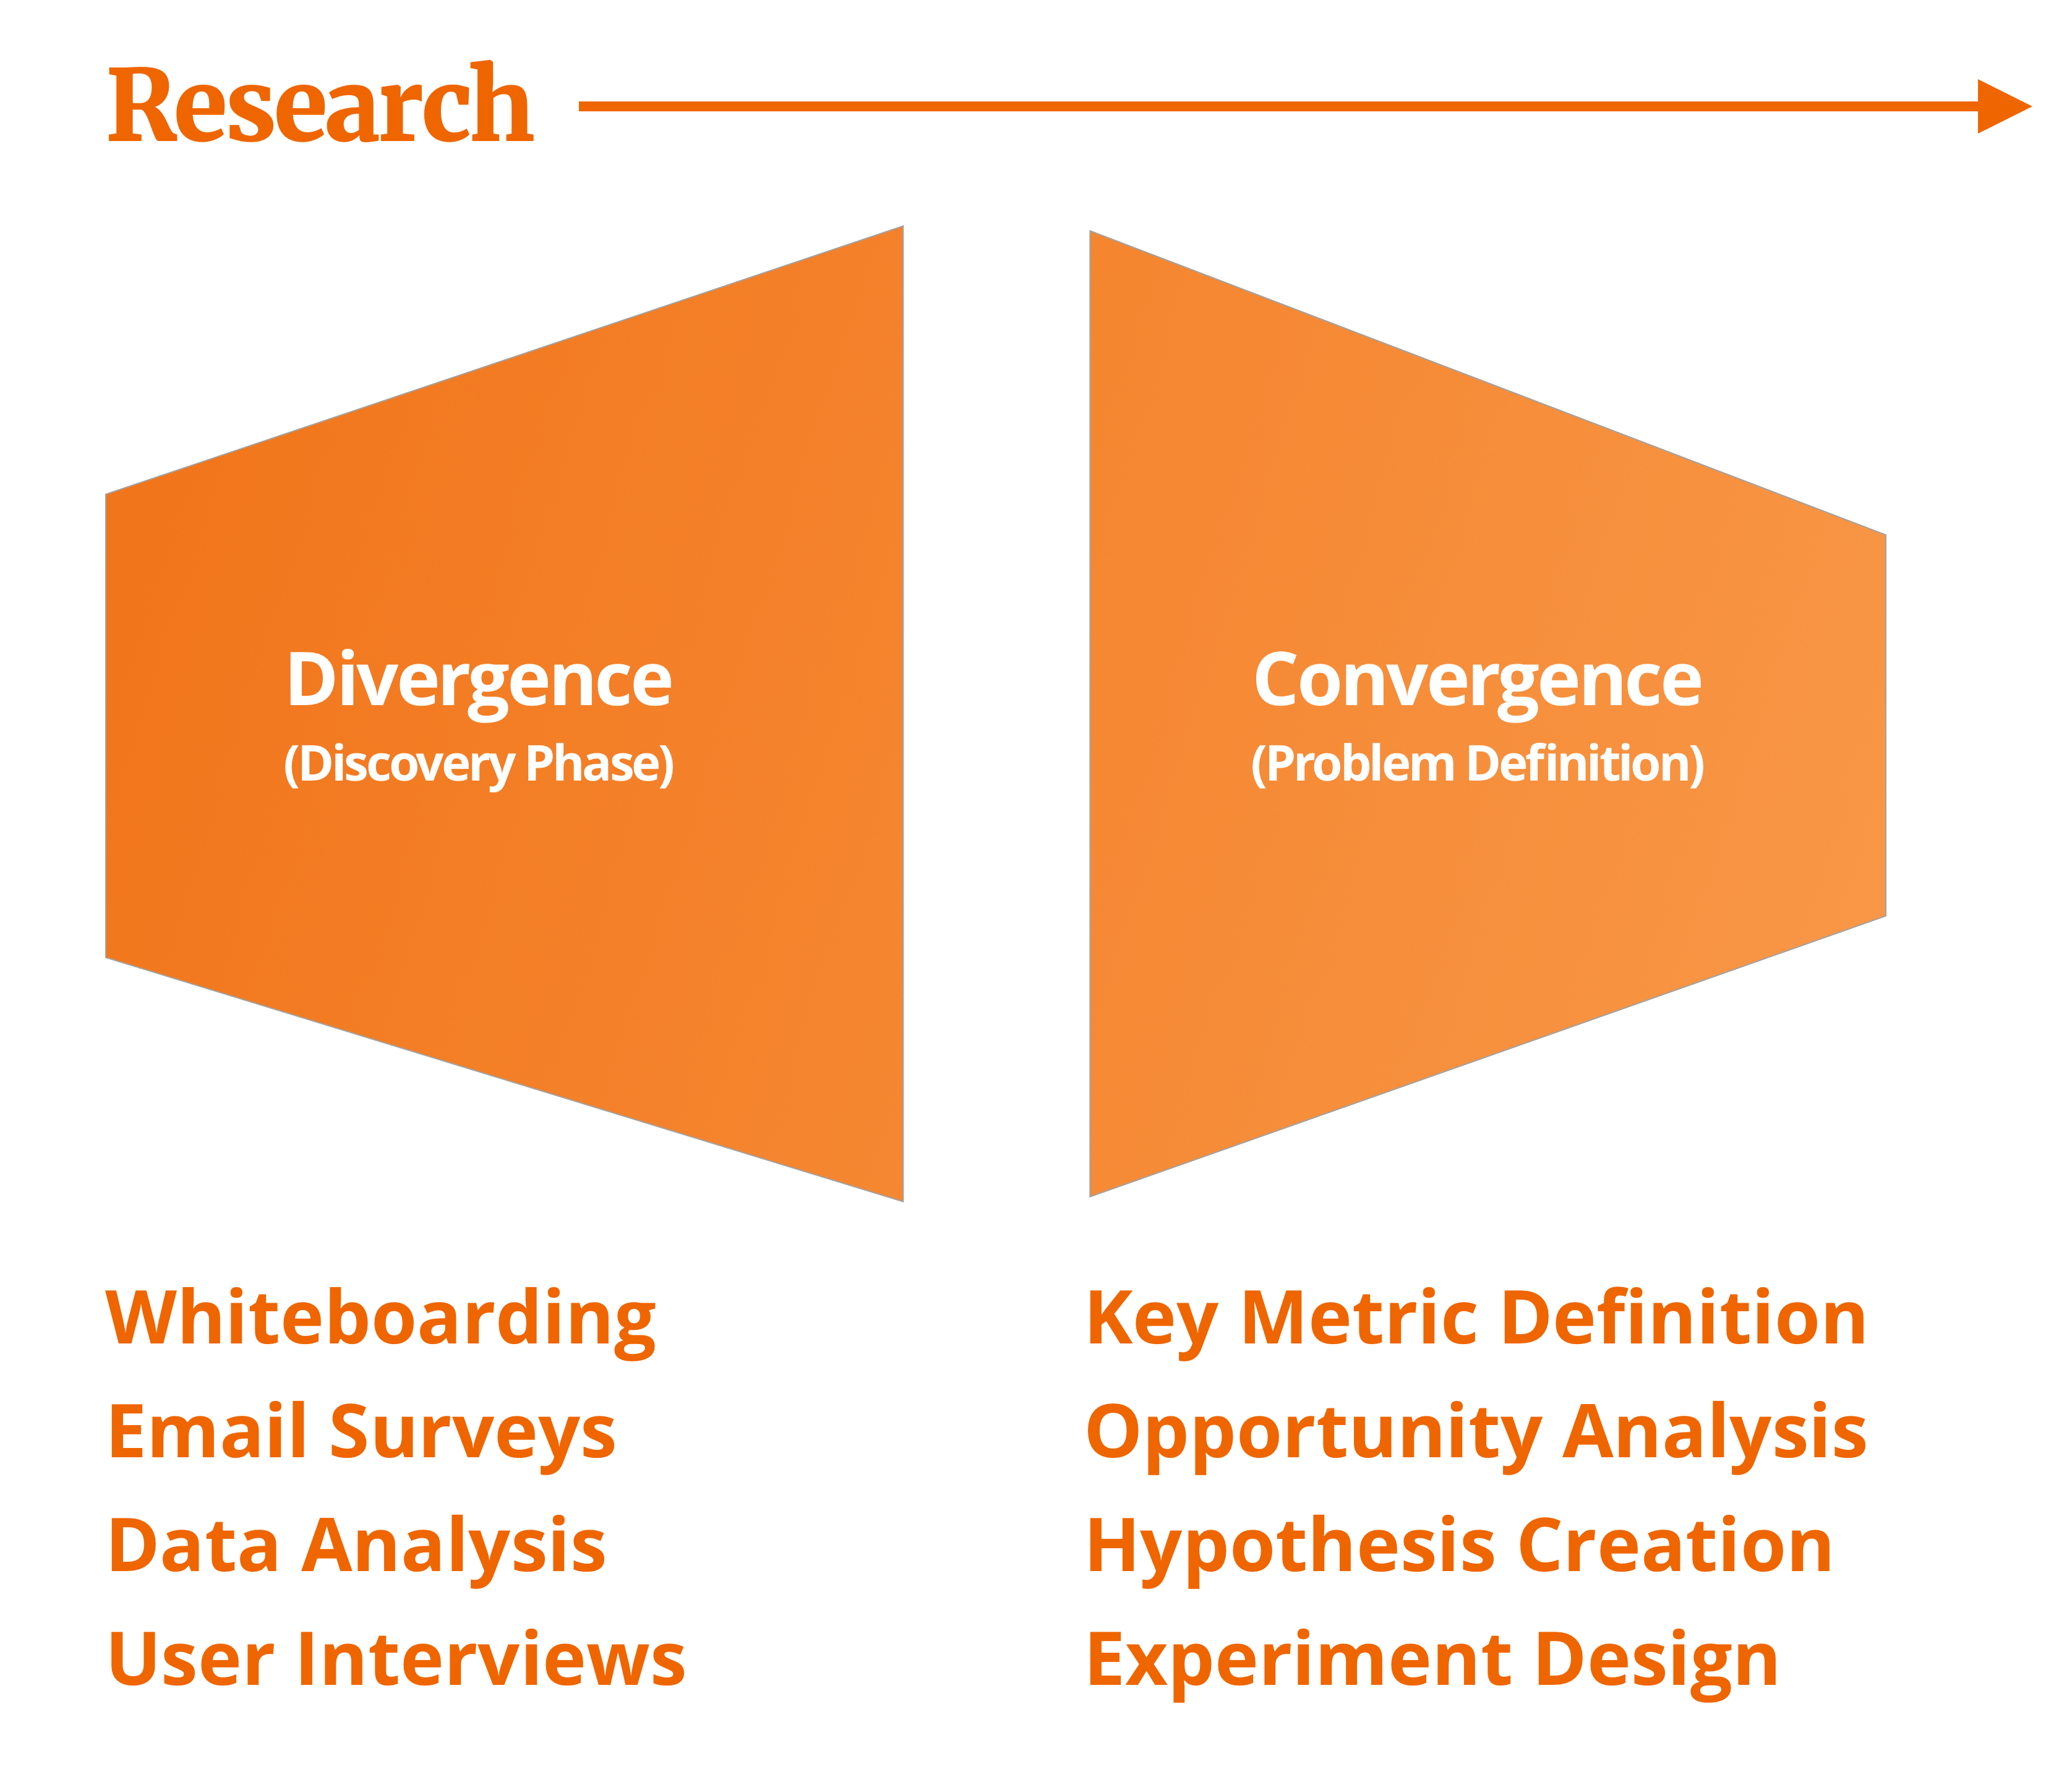 Research
Divergence
(Discovery Phase)
Convergence
(Problem Definition)
Whiteboarding
Email Surveys
Data Analysis
User Interviews
Key Metric Definition
Opportunity Analysis
Hypothesis Creation
Experiment Design